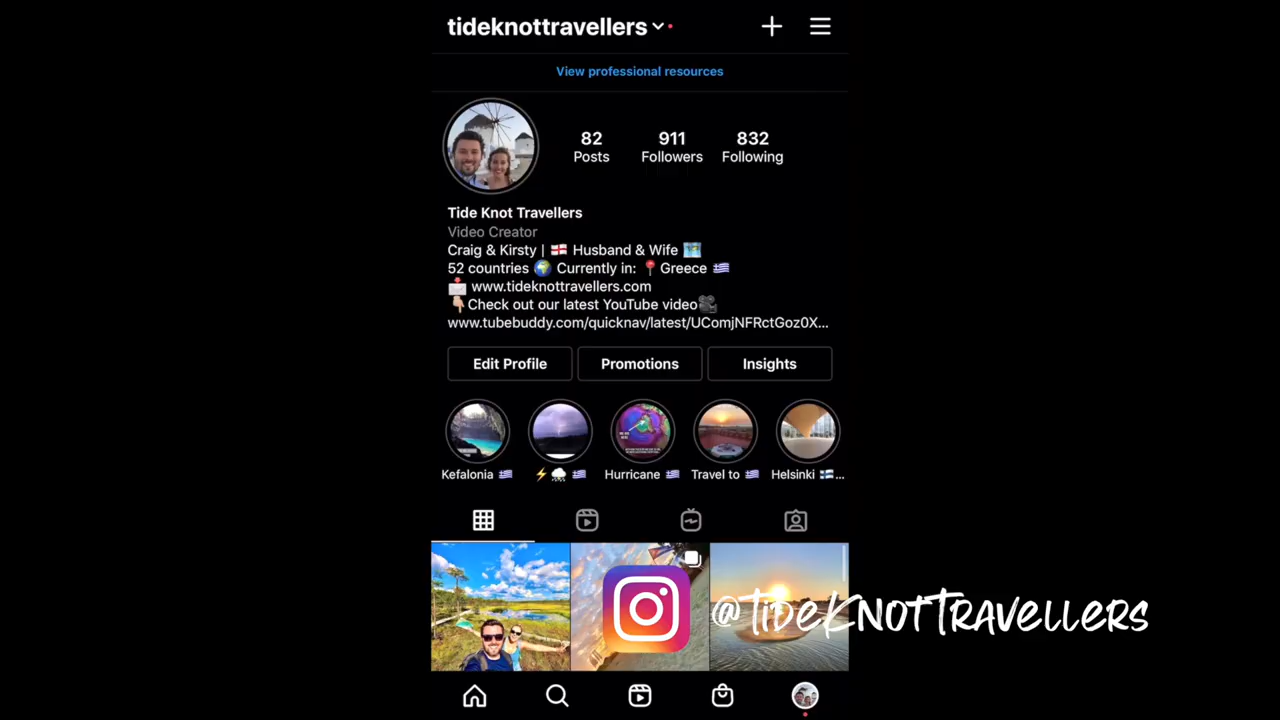 tideknottravellers
View professional resources
82 911 832
Posts Followers Following
Tide Knot Travellers
Video Creator
Craig & Kirsty | 🏴󠁧󠁢󠁥󠁮󠁧󠁿 Husband & Wife 🗺️
52 countries 🌍 Currently in: 📍Greece 🇬🇷
📩 www.tideknottravellers.com
👇🏻Check out our latest YouTube video🎥
www.tubebuddy.com/quicknav/latest/UComjNFRctGoz0X...
Edit Profile Promotions Insights
Kefalonia 🇬🇷 ⚡🌧️ 🇬🇷 Hurricane 🇬🇷 Travel to 🇬🇷 Helsinki 🇫🇮...
@TideKnotTravellers